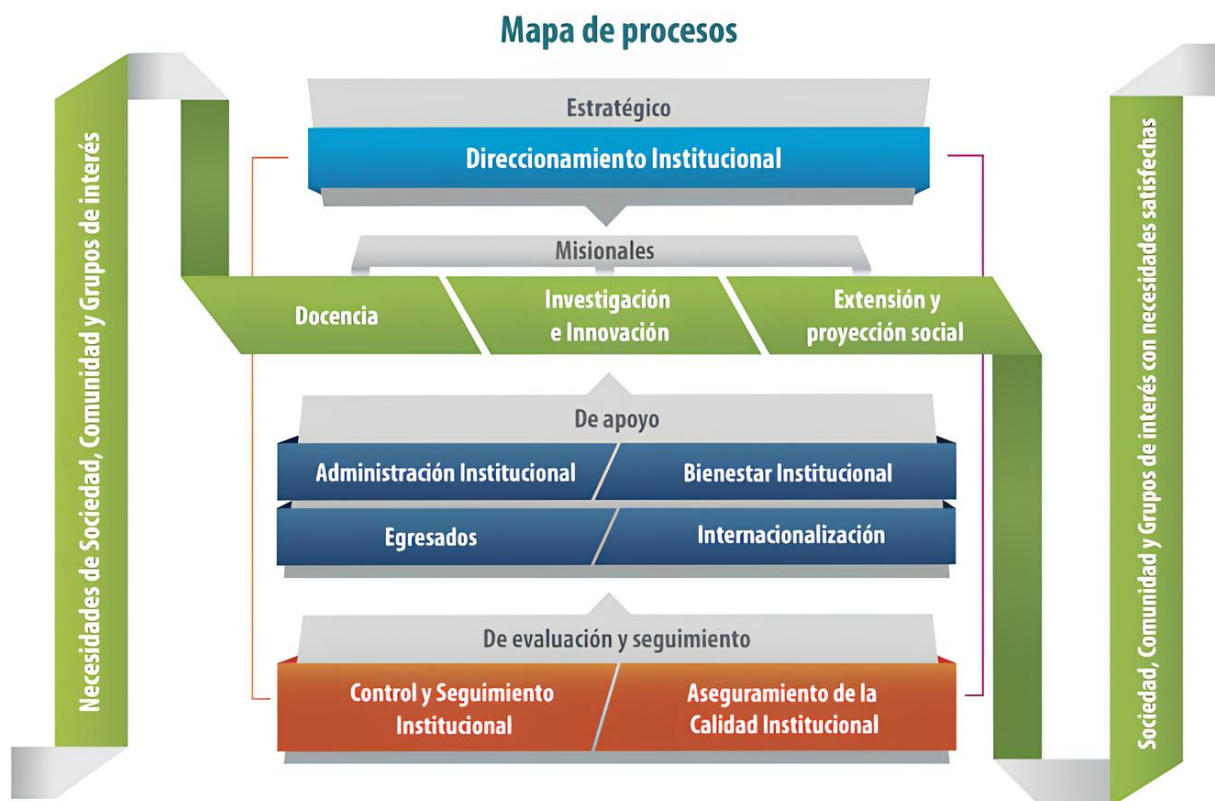 Mapa de procesos
Necesidades de Sociedad, Comunidad y Grupos de interés
Estratégico
Direccionamiento Institucional
Misionales
Docencia
Investigación
e Innovación
Extensión y
proyección social
De apoyo
Administración Institucional
Bienestar Institucional
Egresados
Internacionalización
De evaluación y seguimiento
Control y Seguimiento
Institucional
Aseguramiento de la
Calidad Institucional
Sociedad, Comunidad y Grupos de interés con necesidades satisfechas